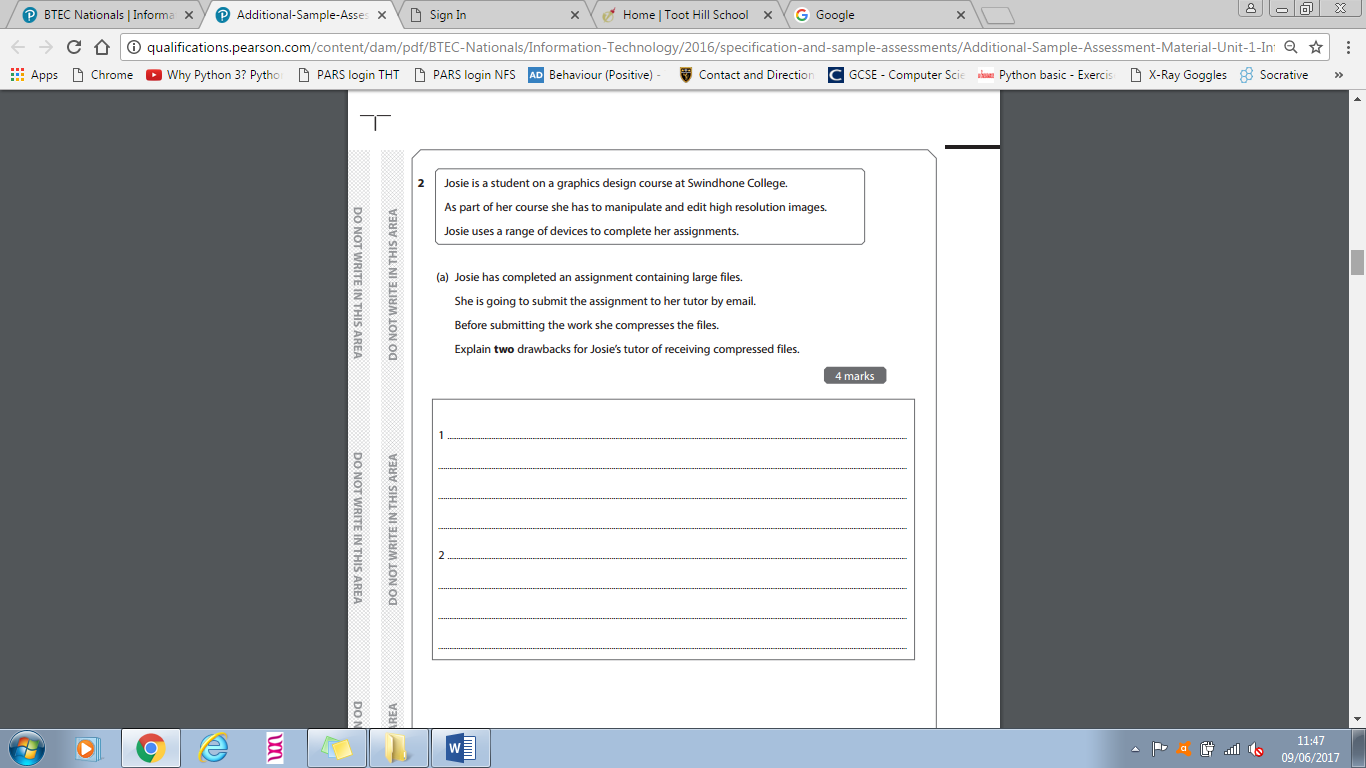 BTEC Nationals | Informa
Additional-Sample-Asses
Sign In
Home | Toot Hill School
Google
qualifications.pearson.com/content/dam/pdf/BTEC-Nationals/Information-Technology/2016/specification-and-sample-assessments/Additional-Sample-Assessment-Material-Unit-1-Inf
Apps
Chrome
Why Python 3? Pytho
PARS login THT
PARS login NFS
AD Behaviour (Positive) -
Contact and Direction
GCSE - Computer Scie
Python basic - Exercis
X-Ray Goggles
Socrative
»
DO NOT WRITE IN THIS AREA
DO NOT WRITE IN THIS AREA
DO NOT WRITE IN THIS AREA
DO NOT WRITE IN THIS AREA
DO N
AREA
2 Josie is a student on a graphics design course at Swindhone College.
As part of her course she has to manipulate and edit high resolution images.
Josie uses a range of devices to complete her assignments.
(a) Josie has completed an assignment containing large files.
She is going to submit the assignment to her tutor by email.
Before submitting the work she compresses the files.
Explain two drawbacks for Josie's tutor of receiving compressed files.
4 marks
1
2
11:47
09/06/2017